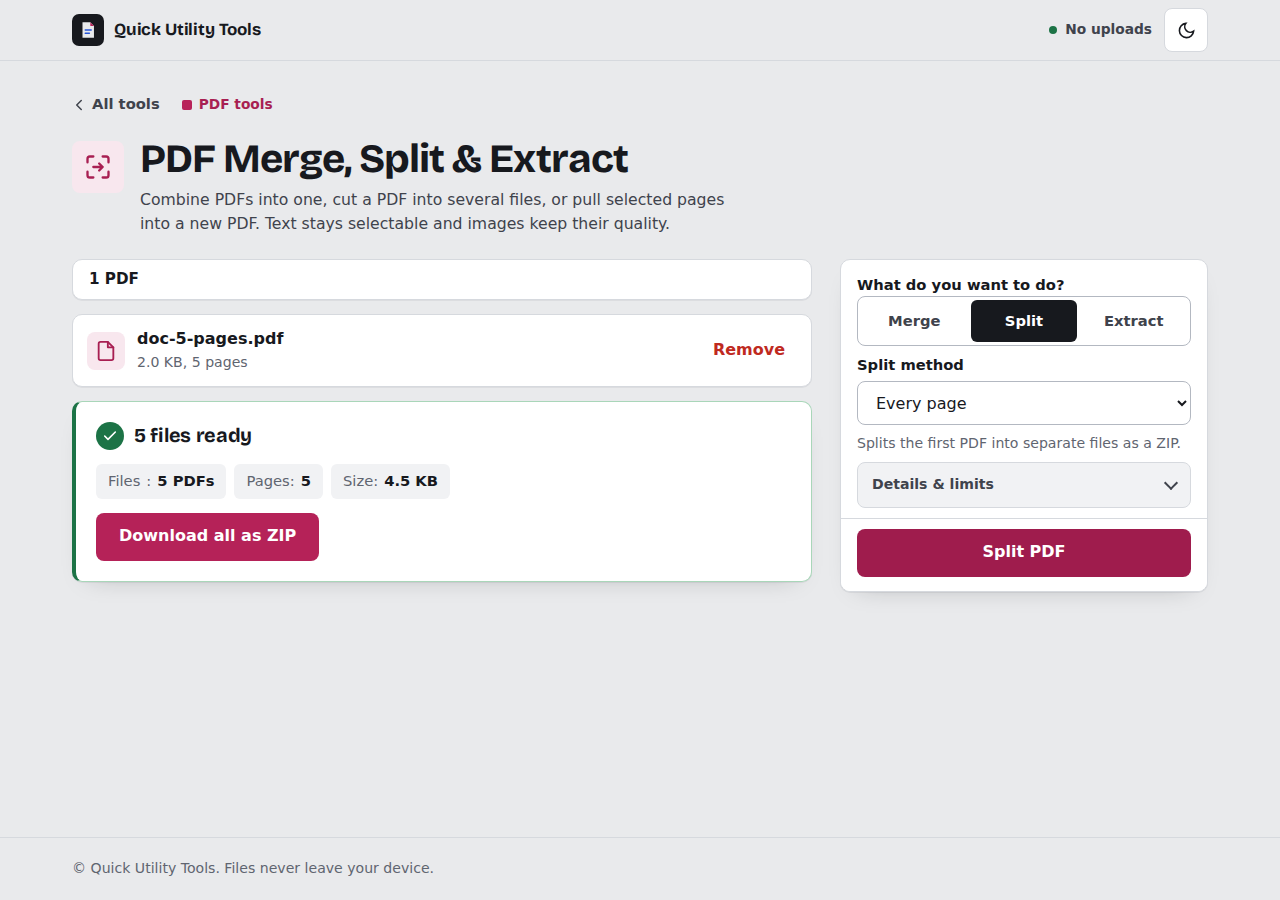 Quick Utility Tools
No uploads
All tools
PDF tools
PDF Merge, Split & Extract
Combine PDFs into one, cut a PDF into several files, or pull selected pages
into a new PDF. Text stays selectable and images keep their quality.
1 PDF
doc-5-pages.pdf
2.0 KB, 5 pages
Remove
5 files ready
Files : 5 PDFs
Pages: 5
Size: 4.5 KB
Download all as ZIP
What do you want to do?
Merge
Split
Extract
Split method
Every page
Splits the first PDF into separate files as a ZIP.
Details & limits
Split PDF
© Quick Utility Tools. Files never leave your device.